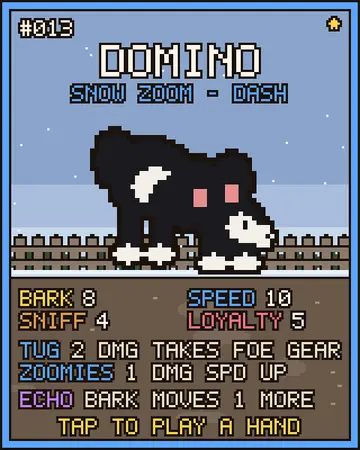 #013
DOMINO
SNOW ZOOM - DASH
BARK 8 SPEED 10
SNIFF 4 LOYALTY 5
TUG 2 DMG TAKES FOE GEAR
ZOOMIES 1 DMG SPD UP
ECHO BARK MOVES 1 MORE
TAP TO PLAY A HAND